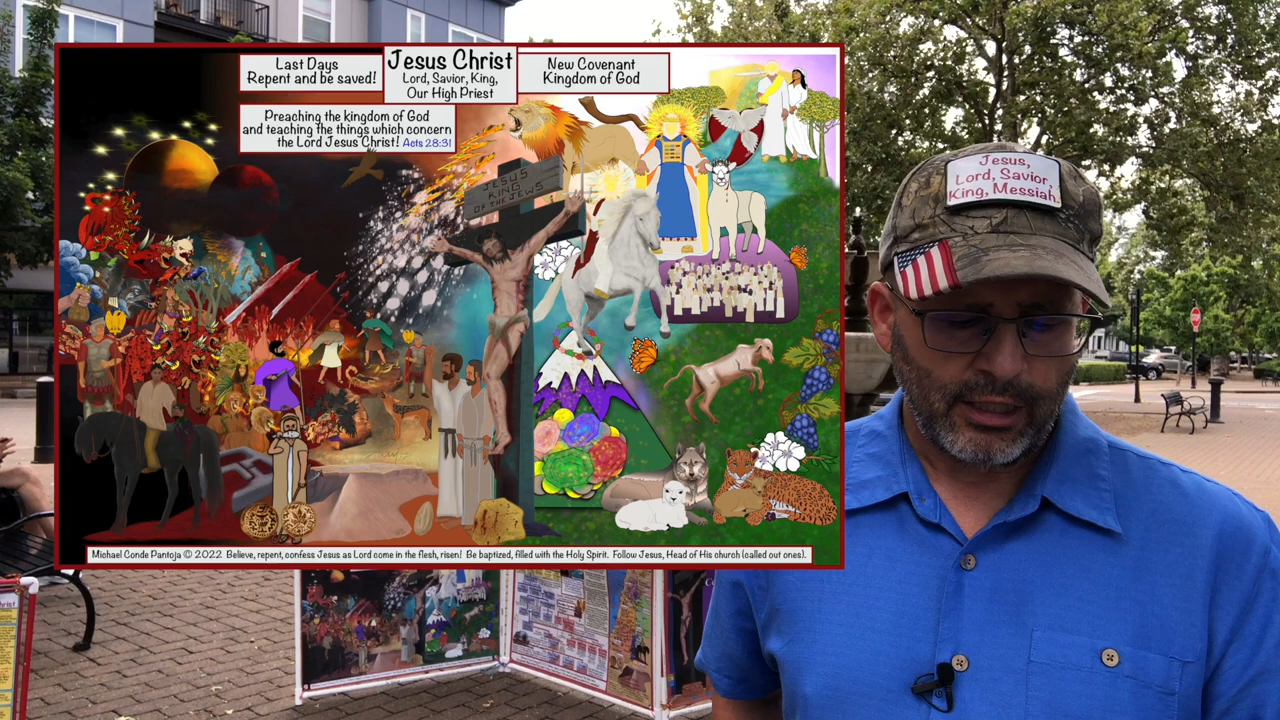 Last Days
Repent and be saved!
Jesus Christ
Lord, Savior, King,
Our High Priest
New Covenant
Kingdom of God
Preaching the kingdom of God
and teaching the things which concern
the Lord Jesus Christ! Acts 28:31
JESUS
KING
OF THE JEWS
Michael Conde Pantoja © 2022 Believe, repent, confess Jesus as Lord come in the flesh, risen! Be baptized, filled with the Holy Spirit. Follow Jesus, Head of His church (called out ones).
Jesus,
Lord, Savior,
King, Messiah.